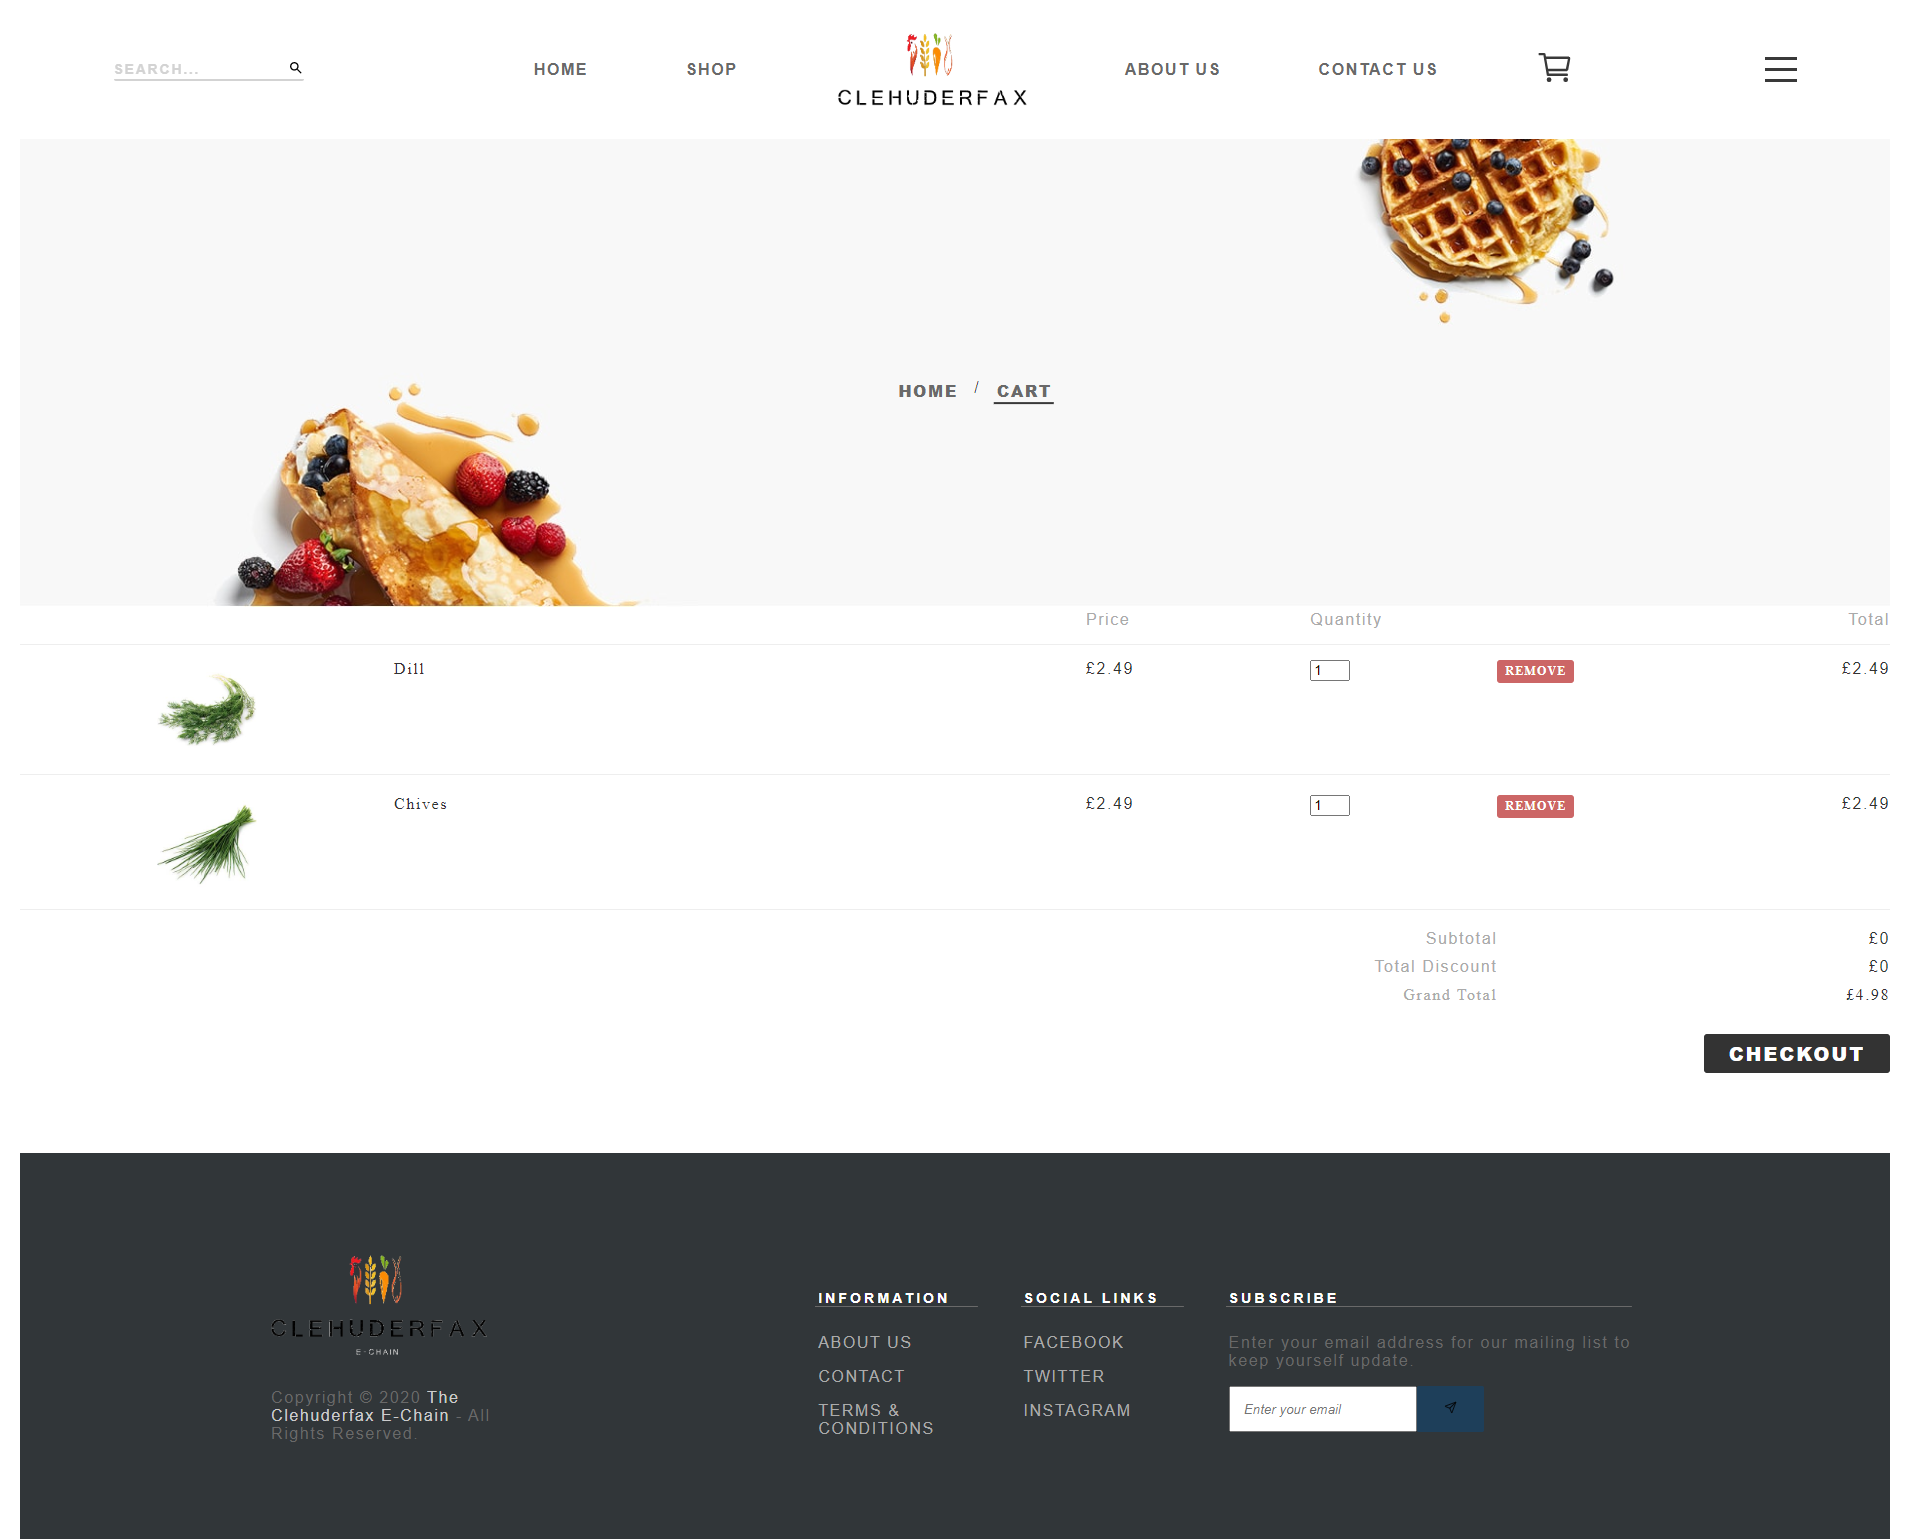 SEARCH...
HOME
SHOP
CLEHUDERFAX
ABOUT US
CONTACT US
HOME / CART
Price Quantity Total
Dill £2.49 1 REMOVE £2.49
Chives £2.49 1 REMOVE £2.49
Subtotal £0
Total Discount £0
Grand Total £4.98
CHECKOUT
CLEHUDERFAX
E-CHAIN
Copyright © 2020 The
Clehuderfax E-Chain - All
Rights Reserved.
INFORMATION
ABOUT US
CONTACT
TERMS &
CONDITIONS
SOCIAL LINKS
FACEBOOK
TWITTER
INSTAGRAM
SUBSCRIBE
Enter your email address for our mailing list to
keep yourself update.
Enter your email